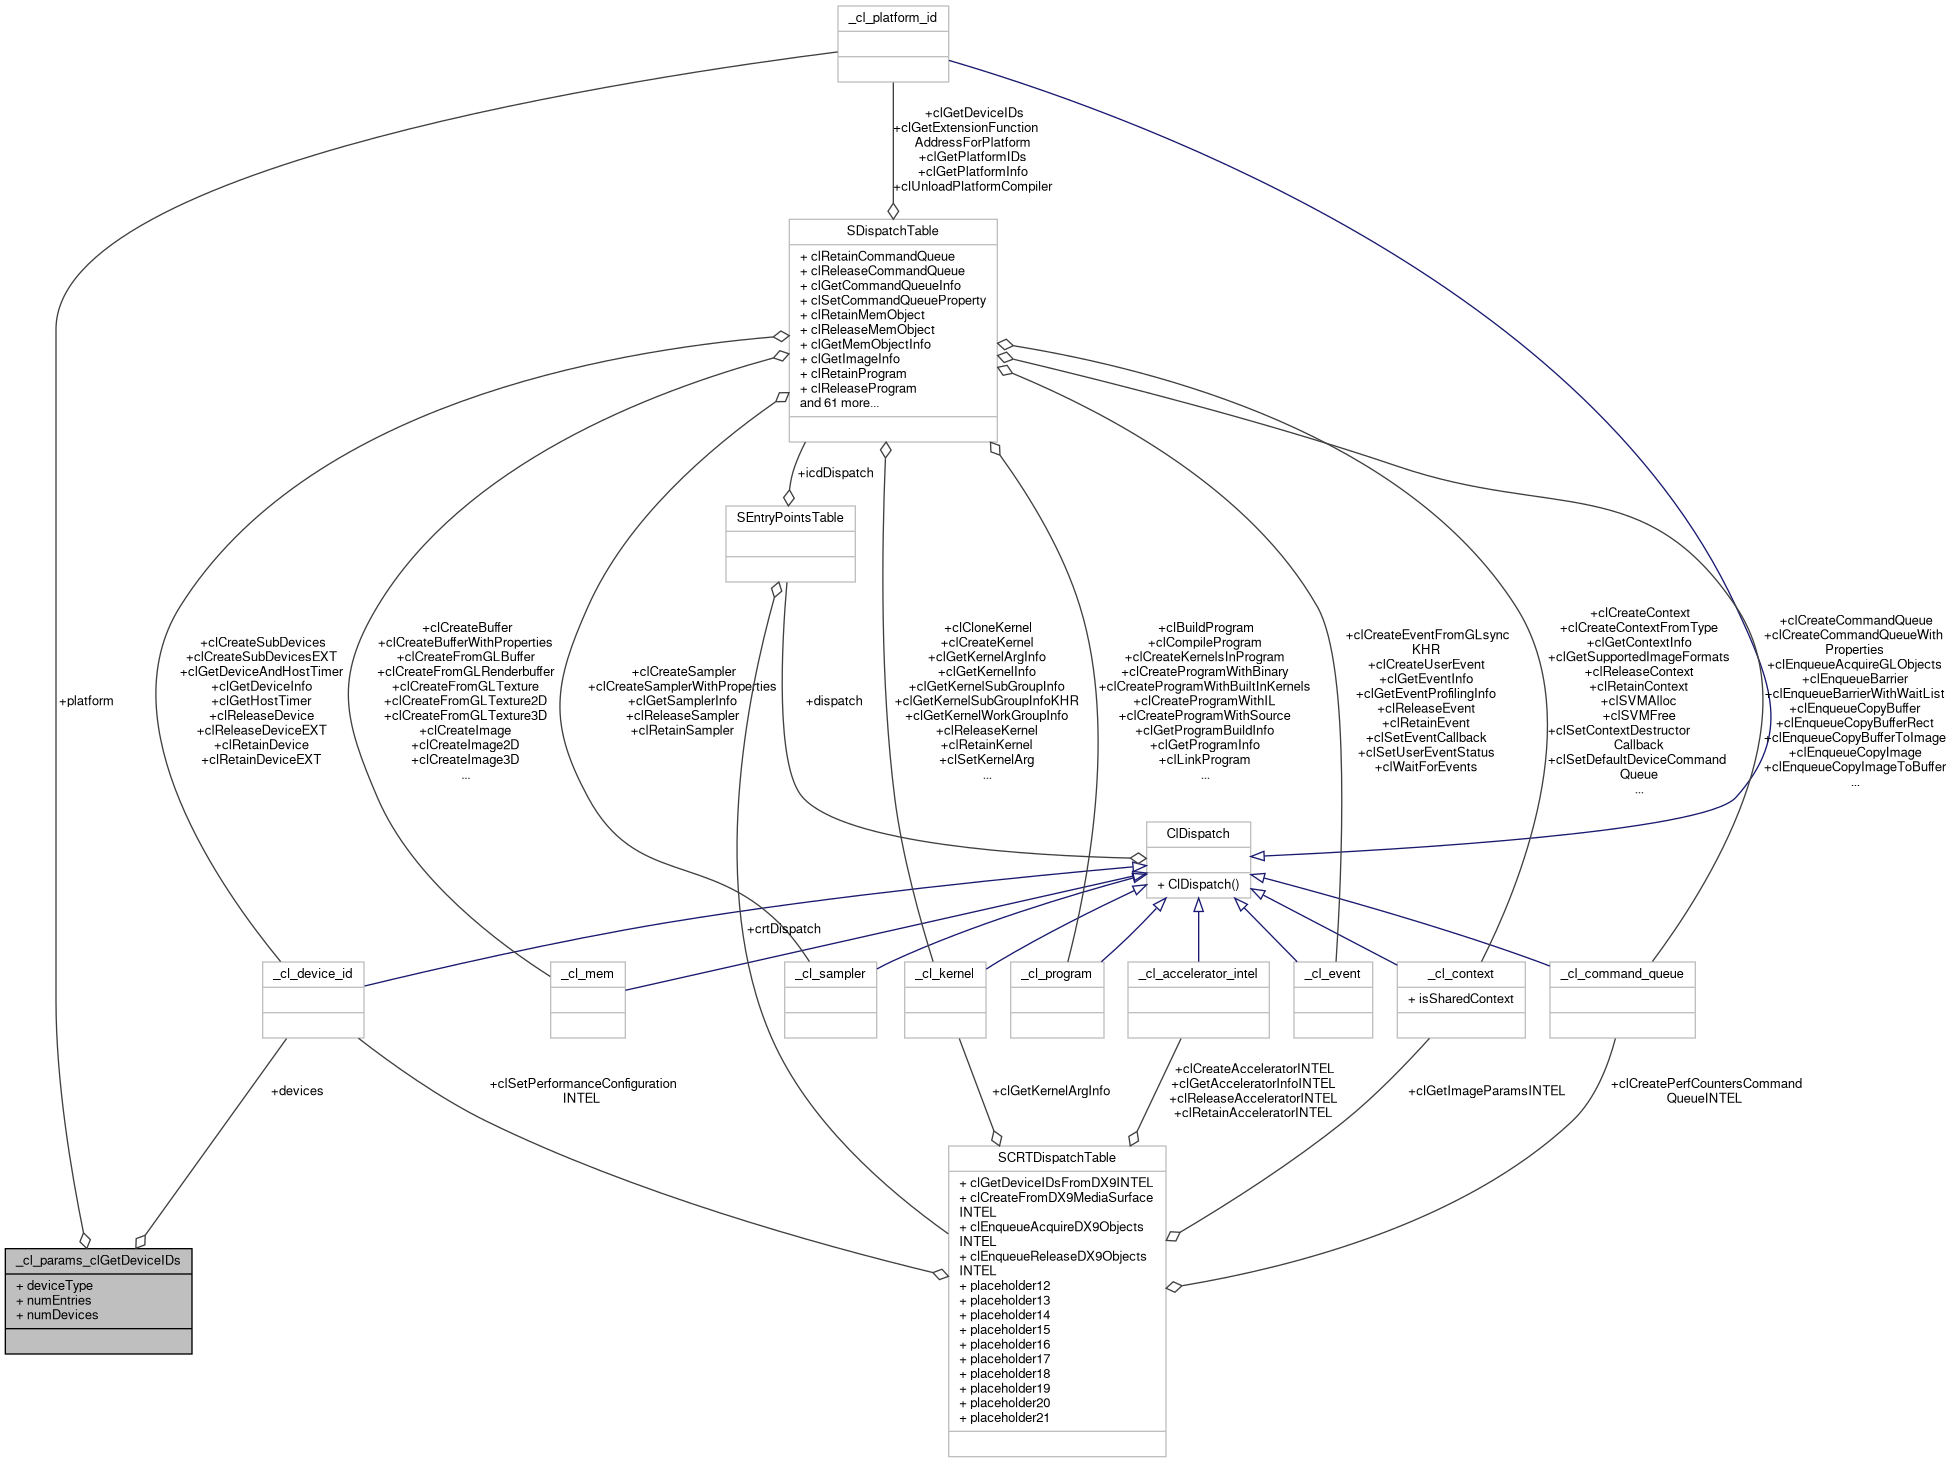 _cl_platform_id
+clGetDeviceIDs
+clGetExtensionFunction
AddressForPlatform
+clGetPlatformIDs
+clGetPlatformInfo
+clUnloadPlatformCompiler
SDispatchTable
+ clRetainCommandQueue
+ clReleaseCommandQueue
+ clGetCommandQueueInfo
+ clSetCommandQueueProperty
+ clRetainMemObject
+ clReleaseMemObject
+ clGetMemObjectInfo
+ clGetImageInfo
+ clRetainProgram
+ clReleaseProgram
and 61 more...
+icdDispatch
SEntryPointsTable
+platform
+clCreateSubDevices
+clCreateSubDevicesEXT
+clGetDeviceAndHostTimer
+clGetDeviceInfo
+clGetHostTimer
+clReleaseDevice
+clReleaseDeviceEXT
+clRetainDevice
+clRetainDeviceEXT
+clCreateBuffer
+clCreateBufferWithProperties
+clCreateFromGLBuffer
+clCreateFromGLRenderbuffer
+clCreateFromGLTexture
+clCreateFromGLTexture2D
+clCreateFromGLTexture3D
+clCreateImage
+clCreateImage2D
+clCreateImage3D
...
+clCreateSampler
+clCreateSamplerWithProperties
+clGetSamplerInfo
+clReleaseSampler
+clRetainSampler
+dispatch
+clCloneKernel
+clCreateKernel
+clGetKernelArgInfo
+clGetKernelInfo
+clGetKernelSubGroupInfo
+clGetKernelSubGroupInfoKHR
+clGetKernelWorkGroupInfo
+clReleaseKernel
+clRetainKernel
+clSetKernelArg
...
+clBuildProgram
+clCompileProgram
+clCreateKernelsInProgram
+clCreateProgramWithBinary
+clCreateProgramWithBuiltInKernels
+clCreateProgramWithIL
+clCreateProgramWithSource
+clGetProgramBuildInfo
+clGetProgramInfo
+clLinkProgram
...
+clCreateEventFromGLsync
KHR
+clCreateUserEvent
+clGetEventInfo
+clGetEventProfilingInfo
+clReleaseEvent
+clRetainEvent
+clSetEventCallback
+clSetUserEventStatus
+clWaitForEvents
+clCreateContext
+clCreateContextFromType
+clGetContextInfo
+clGetSupportedImageFormats
+clReleaseContext
+clRetainContext
+clSVMAlloc
+clSVMFree
+clSetContextDestructor
Callback
+clSetDefaultDeviceCommand
Queue
...
+clCreateCommandQueue
+clCreateCommandQueueWith
Properties
+clEnqueueAcquireGLObjects
+clEnqueueBarrier
+clEnqueueBarrierWithWaitList
+clEnqueueCopyBuffer
+clEnqueueCopyBufferRect
+clEnqueueCopyBufferToImage
+clEnqueueCopyImage
+clEnqueueCopyImageToBuffer
...
ClDispatch
+ ClDispatch()
+crtDispatch
_cl_device_id
_cl_mem
_cl_sampler
_cl_kernel
_cl_program
_cl_accelerator_intel
_cl_event
_cl_context
+ isSharedContext
_cl_command_queue
+devices
+clSetPerformanceConfiguration
INTEL
+clGetKernelArgInfo
+clCreateAcceleratorINTEL
+clGetAcceleratorInfoINTEL
+clReleaseAcceleratorINTEL
+clRetainAcceleratorINTEL
+clGetImageParamsINTEL
+clCreatePerfCountersCommand
QueueINTEL
_cl_params_clGetDeviceIDs
+ deviceType
+ numEntries
+ numDevices
SCRTDispatchTable
+ clGetDeviceIDsFromDX9INTEL
+ clCreateFromDX9MediaSurface
INTEL
+ clEnqueueAcquireDX9Objects
INTEL
+ clEnqueueReleaseDX9Objects
INTEL
+ placeholder12
+ placeholder13
+ placeholder14
+ placeholder15
+ placeholder16
+ placeholder17
+ placeholder18
+ placeholder19
+ placeholder20
+ placeholder21